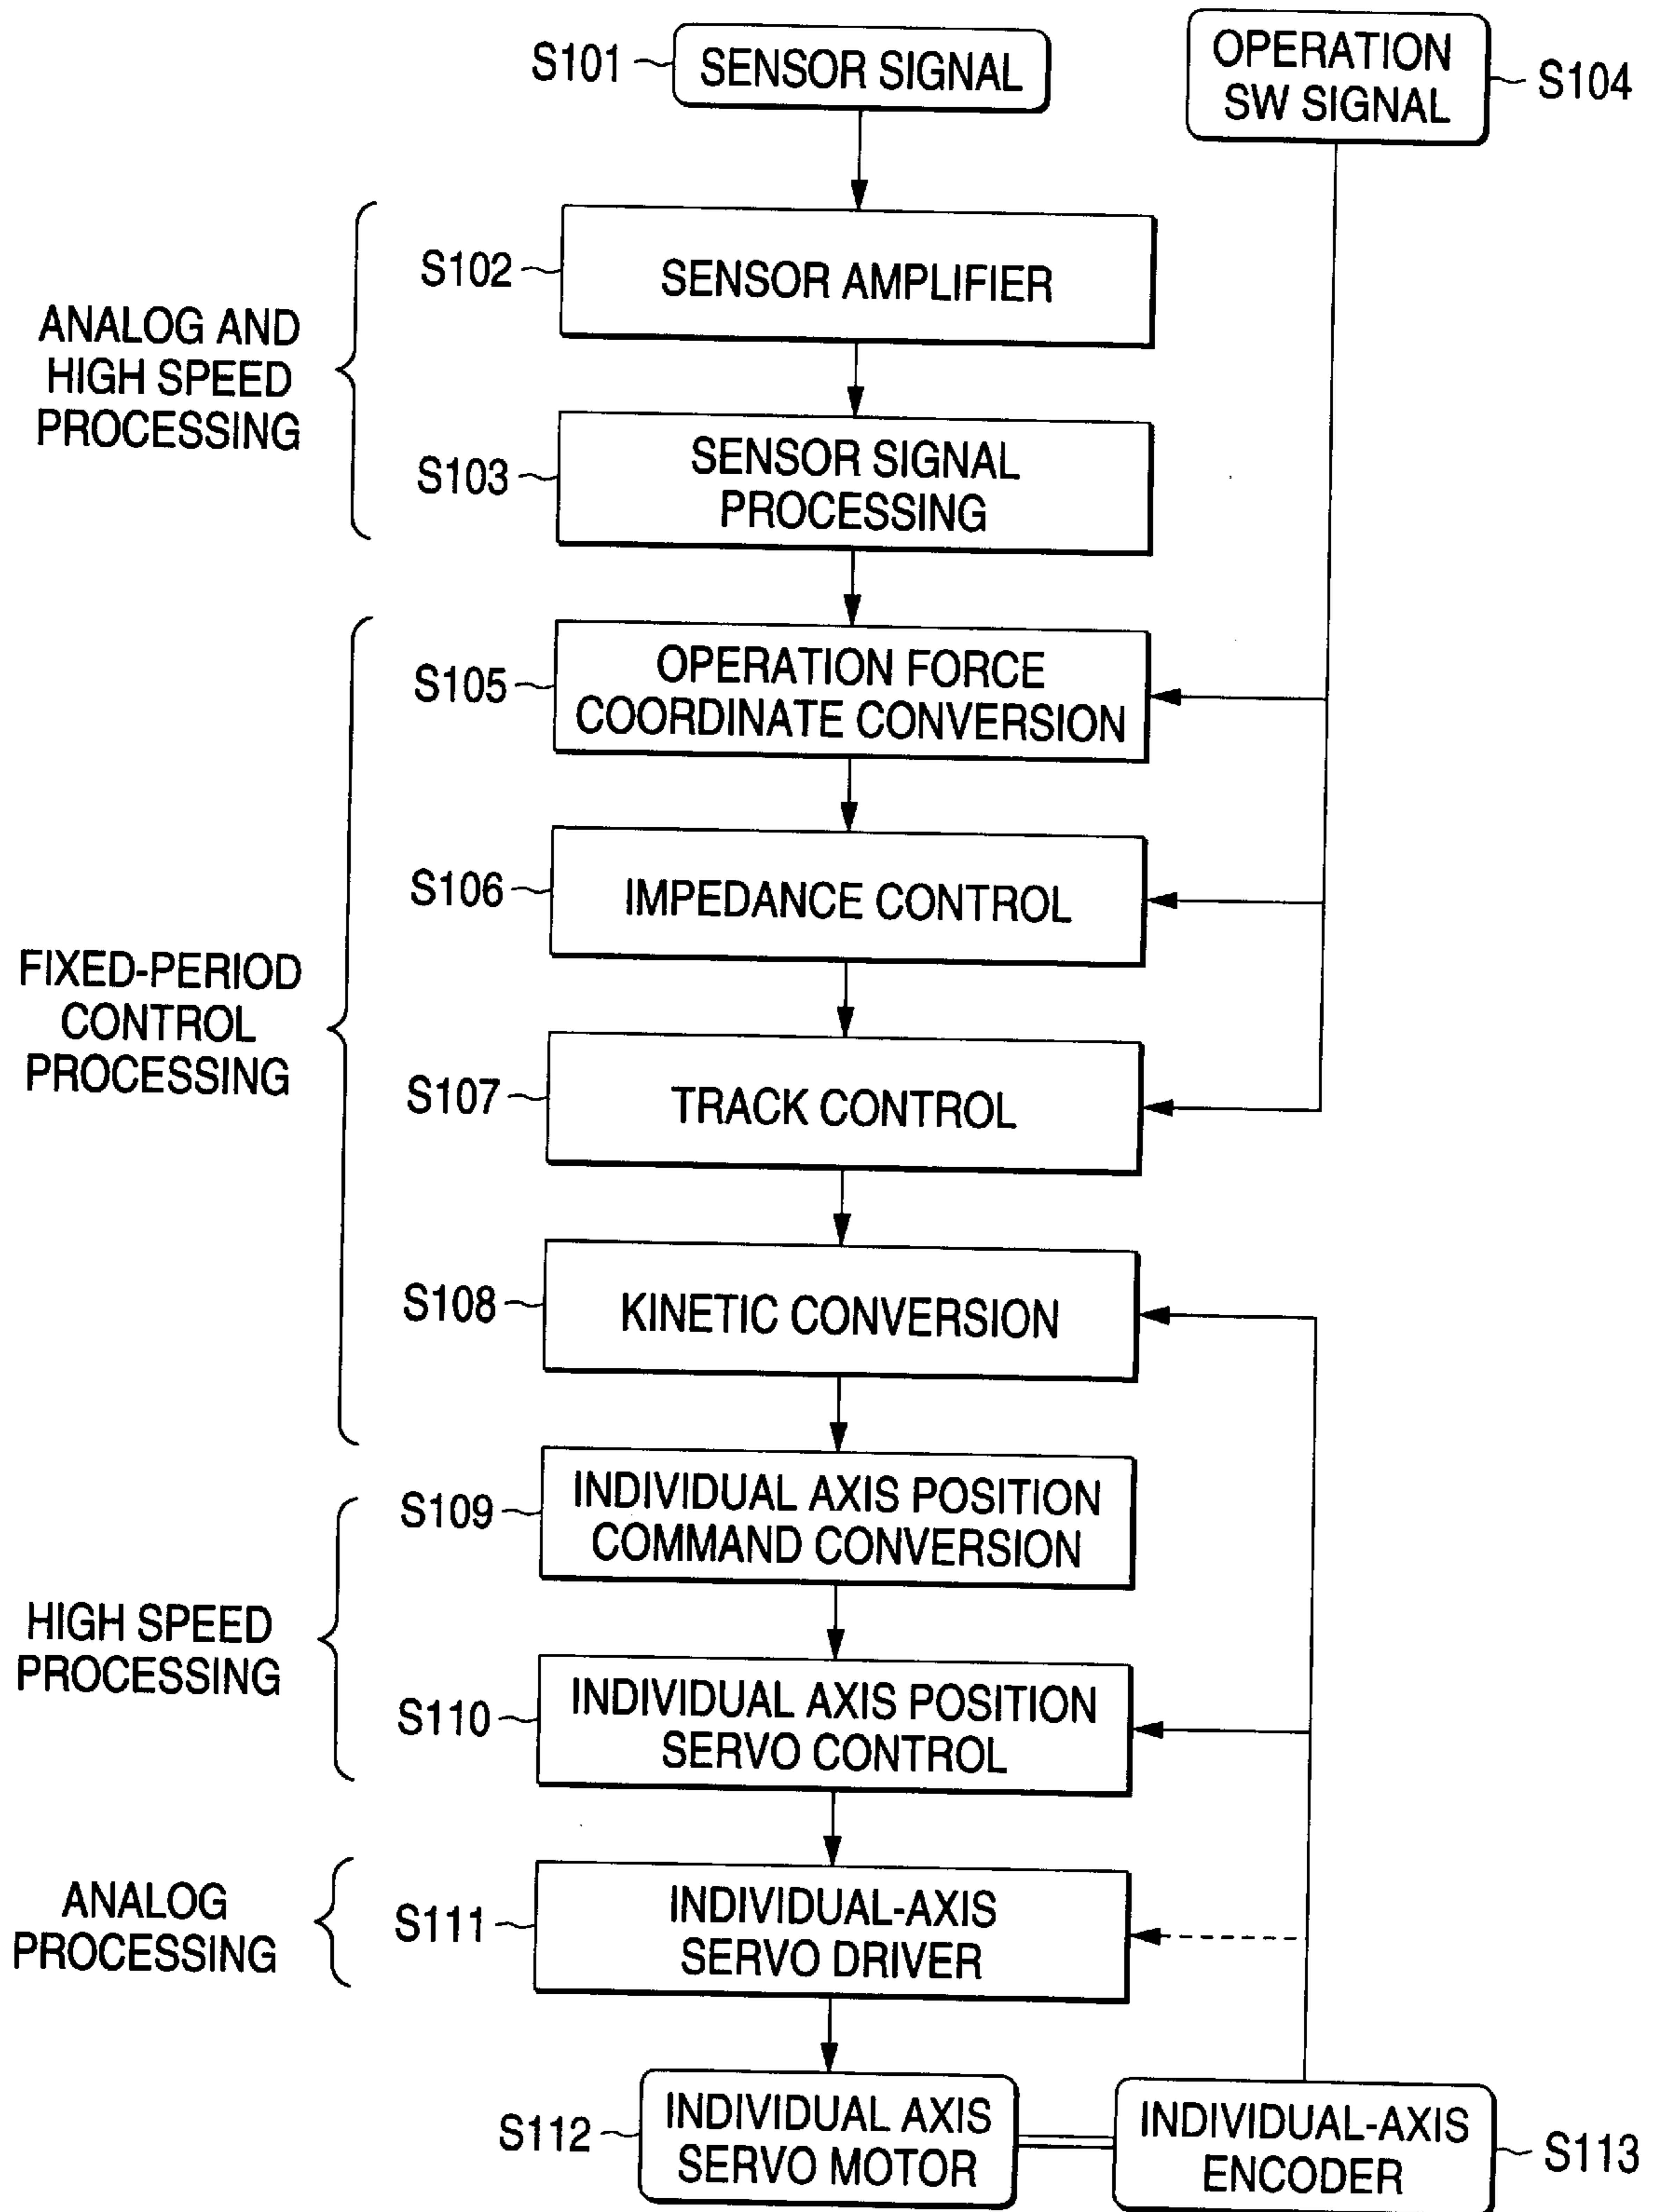 S101
SENSOR SIGNAL
OPERATION
SW SIGNAL
S104
ANALOG AND
HIGH SPEED
PROCESSING
S102
SENSOR AMPLIFIER
S103
SENSOR SIGNAL
PROCESSING
FIXED-PERIOD
CONTROL
PROCESSING
S105
OPERATION FORCE
COORDINATE CONVERSION
S106
IMPEDANCE CONTROL
S107
TRACK CONTROL
S108
KINETIC CONVERSION
HIGH SPEED
PROCESSING
S109
INDIVIDUAL AXIS POSITION
COMMAND CONVERSION
S110
INDIVIDUAL AXIS POSITION
SERVO CONTROL
ANALOG
PROCESSING
S111
INDIVIDUAL-AXIS
SERVO DRIVER
S112
INDIVIDUAL AXIS
SERVO MOTOR
INDIVIDUAL-AXIS
ENCODER
S113